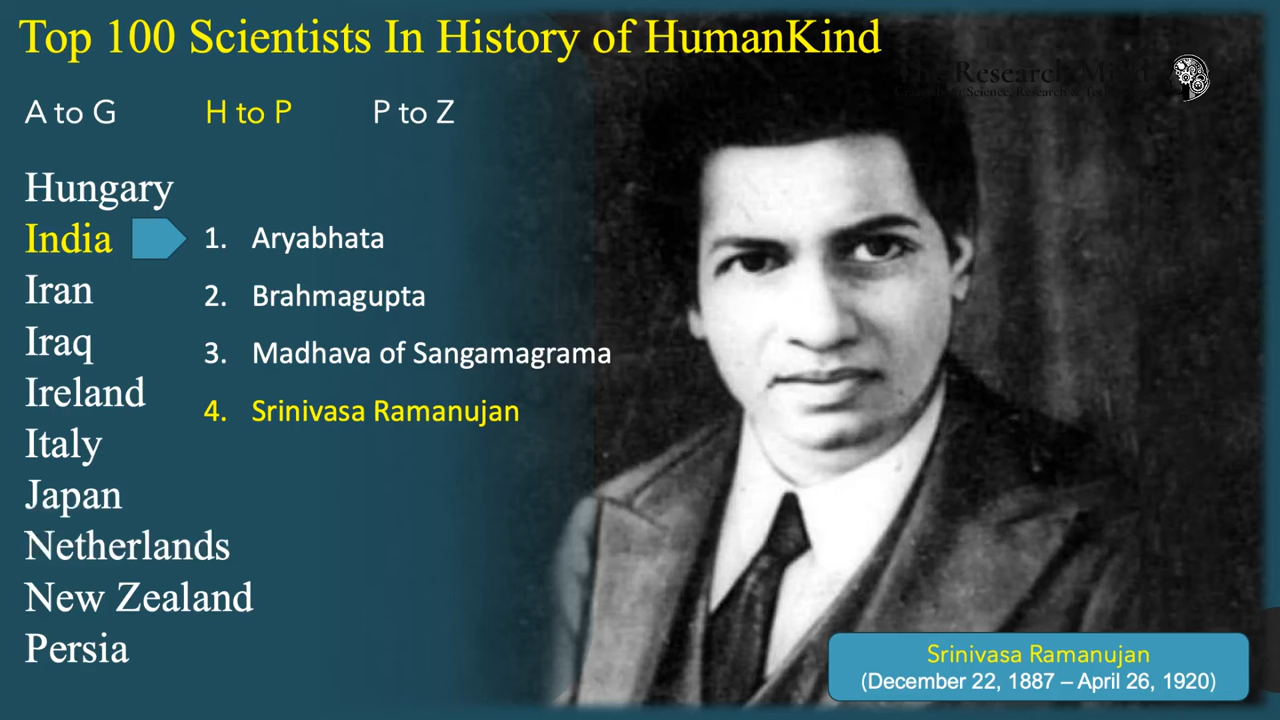 Top 100 Scientists In History of HumanKind
Research
A to G
H to P
P to Z
Hungary
India
1. Aryabhata
Iran
2. Brahmagupta
Iraq
3. Madhava of Sangamagrama
Ireland
4. Srinivasa Ramanujan
Italy
Japan
Netherlands
New Zealand
Persia
Srinivasa Ramanujan
(December 22, 1887 – April 26, 1920)